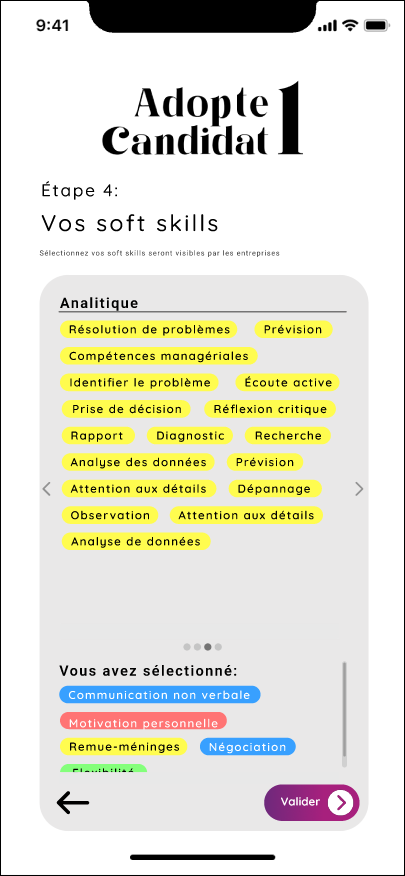 9:41
Adopte 1
Candidat
Étape 4:
Vos soft skills
Sélectionnez vos soft skills seront visibles par les entreprises
Analitique
Résolution de problèmes Prévision
Compétences managériales
Identifier le problème Écoute active
Prise de décision Réflexion critique
Rapport Diagnostic Recherche
Analyse des données Prévision
Attention aux détails Dépannage
Observation Attention aux détails
Analyse de données
Vous avez sélectionné:
Communication non verbale
Motivation personnelle
Remue-méninges Négociation
Flexibilité
Valider